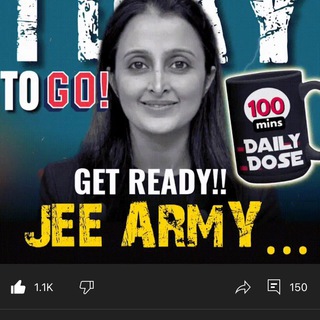 TO GO!
100
mins
DAILY
DOSE
GET READY!!
JEE ARMY...
1.1K
150